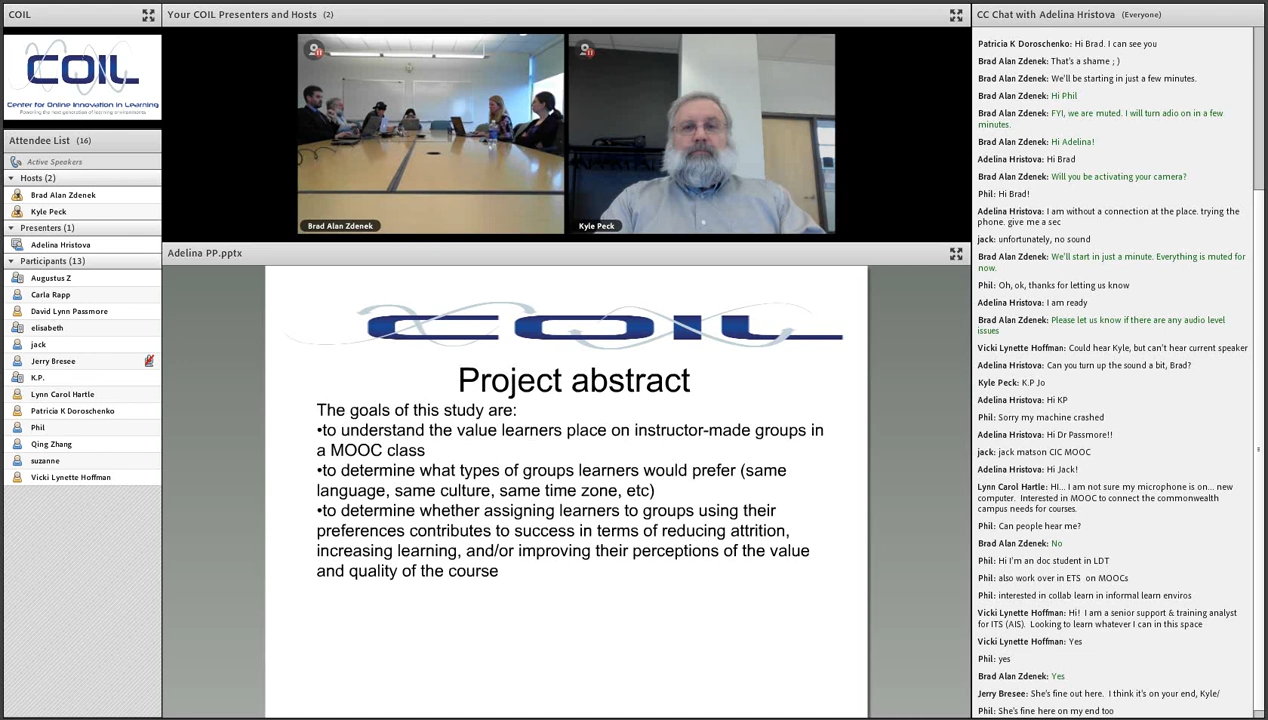 COIL
COIL
Center for Online Innovation in Learning
Powering the next generation of learning environments
Attendee List (16)
Active Speakers
Hosts (2)
Brad Alan Zdenek
Kyle Peck
Presenters (1)
Adelina Hristova
Participants (13)
Augustus Z
Carla Rapp
David Lynn Passmore
elisabeth
jack
Jerry Bresee
K.P.
Lynn Carol Hartle
Patricia K Doroschenko
Phil
Qing Zhang
suzanne
Vicki Lynette Hoffman
Your COIL Presenters and Hosts (2)
Brad Alan Zdenek
Kyle Peck
Adelina PP.pptx
COIL
Project abstract
The goals of this study are:
•to understand the value learners place on instructor-made groups in
a MOOC class
•to determine what types of groups learners would prefer (same
language, same culture, same time zone, etc)
•to determine whether assigning learners to groups using their
preferences contributes to success in terms of reducing attrition,
increasing learning, and/or improving their perceptions of the value
and quality of the course
CC Chat with Adelina Hristova (Everyone)
Patricia K Doroschenko: Hi Brad. I can see you
Brad Alan Zdenek: That's a shame ; )
Brad Alan Zdenek: We'll be starting in just a few minutes.
Brad Alan Zdenek: Hi Phil
Brad Alan Zdenek: FYI, we are muted. I will turn adio on in a few
minutes.
Brad Alan Zdenek: Hi Adelina!
Adelina Hristova: Hi Brad
Brad Alan Zdenek: Will you be activating your camera?
Phil: Hi Brad!
Adelina Hristova: I am without a connection at the place. trying the
phone. give me a sec
jack: unfortunately, no sound
Brad Alan Zdenek: We'll start in just a minute. Everything is muted for
now.
Phil: Oh, ok, thanks for letting us know
Adelina Hristova: I am ready
Brad Alan Zdenek: Please let us know if there are any audio level
issues
Vicki Lynette Hoffman: Could hear Kyle, but can't hear current speaker
Adelina Hristova: Can you turn up the sound a bit, Brad?
Kyle Peck: K.P Jo
Adelina Hristova: Hi KP
Phil: Sorry my machine crashed
Adelina Hristova: Hi Dr Passmore!!
jack: jack matson CIC MOOC
Adelina Hristova: Hi Jack!
Lynn Carol Hartle: HI... I am not sure my microphone is on... new
computer. Interested in MOOC to connect the commonwealth
campus needs for courses.
Phil: Can people hear me?
Brad Alan Zdenek: No
Phil: Hi I'm an doc student in LDT
Phil: also work over in ETS on MOOCs
Phil: interested in collab learn in informal learn enviros
Vicki Lynette Hoffman: Hi! I am a senior support & training analyst
for ITS (AIS). Looking to learn whatever I can in this space
Vicki Lynette Hoffman: Yes
Phil: yes
Brad Alan Zdenek: Yes
Jerry Bresee: She's fine out here. I think it's on your end, Kyle/
Phil: She's fine here on my end too